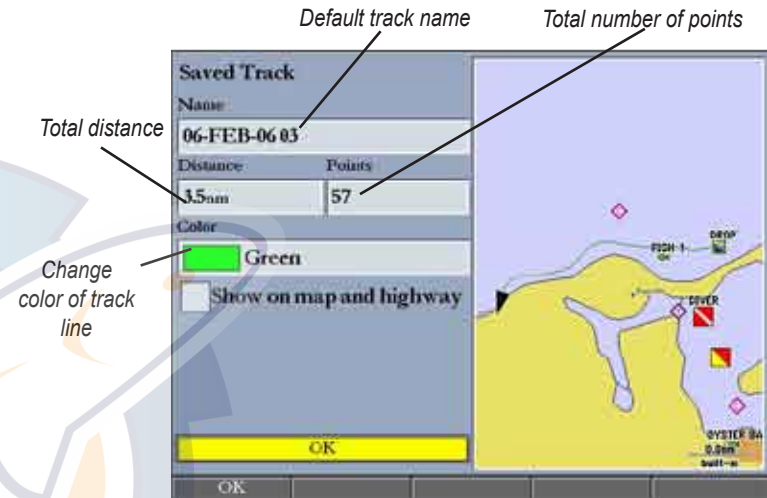 Default track name
Total number of points
Total distance
Change
color of track
line
Saved Track
Name
06-FEB-06 03
Distance Points
3.5nm 57
Color
Green
Show on map and highway
OK
OK
DROP
FISH 1
DIVER
OYSTER BA
built-in